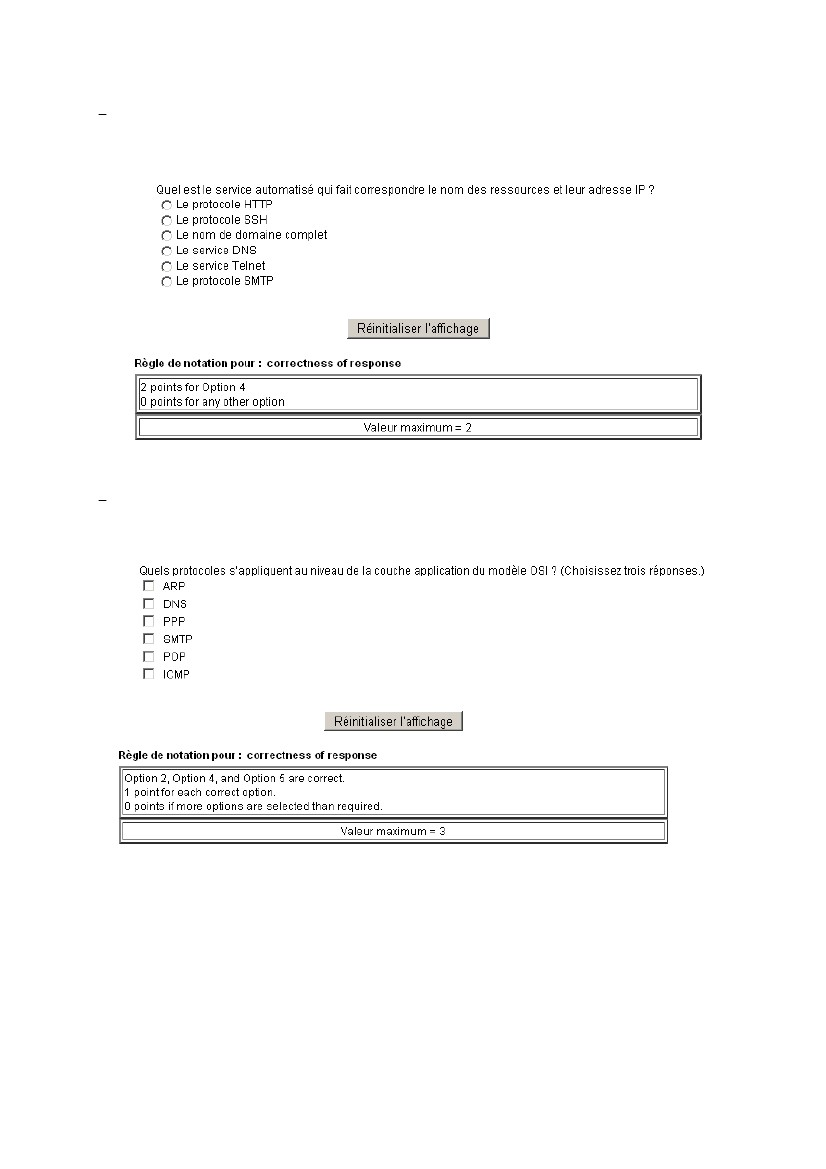 Quel est le service automatisé qui fait correspondre le nom des ressources et leur adresse IP ?
Le protocole HTTP
Le protocole SSH
Le nom de domaine complet
Le service DNS
Le service Telnet
Le protocole SMTP
Réinitialiser l'affichage
Règle de notation pour : correctness of response
2 points for Option 4
0 points for any other option
Valeur maximum = 2
Quels protocoles s'appliquent au niveau de la couche application du modèle OSI ? (Choisissez trois réponses.)
ARP
DNS
PPP
SMTP
POP
ICMP
Réinitialiser l'affichage
Règle de notation pour : correctness of response
Option 2, Option 4, and Option 5 are correct.
1 point for each correct option.
0 points if more options are selected than required.
Valeur maximum = 3